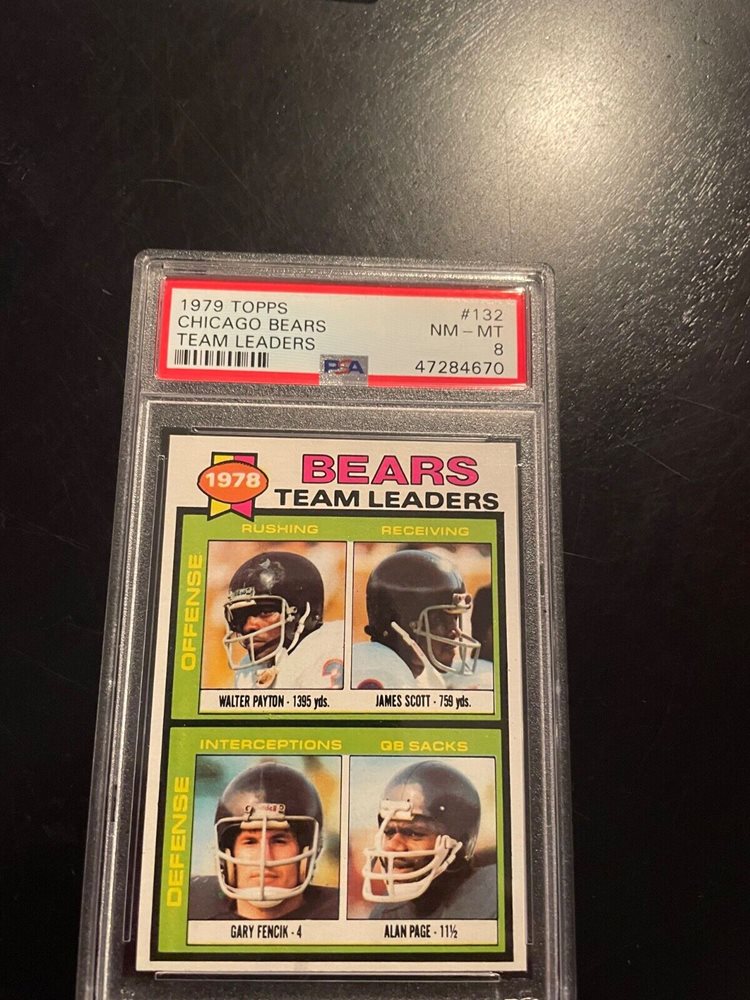 1979 TOPPS #132
CHICAGO BEARS NM – MT
TEAM LEADERS 8
PSA 47284670
1978
BEARS
TEAM LEADERS
OFFENSE
RUSHING RECEIVING
WALTER PAYTON - 1395 yds. JAMES SCOTT - 759 yds.
DEFENSE
INTERCEPTIONS QB SACKS
GARY FENCIK - 4 ALAN PAGE - 11½